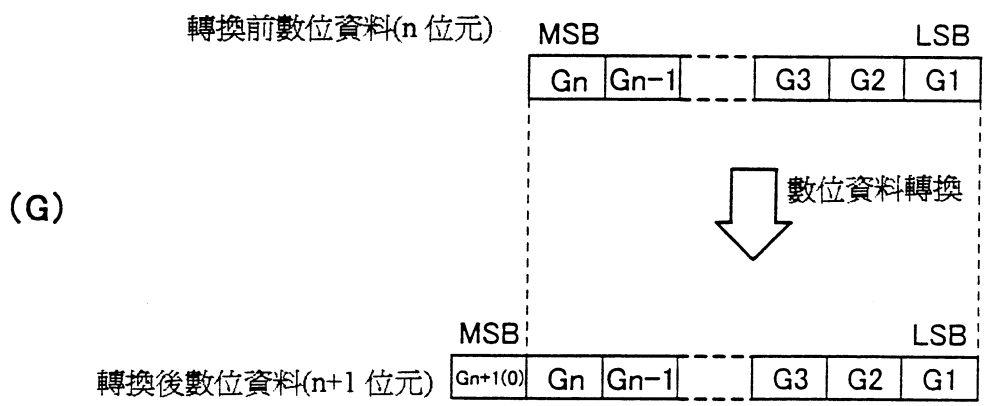 轉換前數位資料(n 位元) MSB LSB
Gn Gn-1 G3 G2 G1
(G)
數位資料轉換
MSB LSB
轉換後數位資料(n+1 位元) Gn+1(0) Gn Gn-1 G3 G2 G1